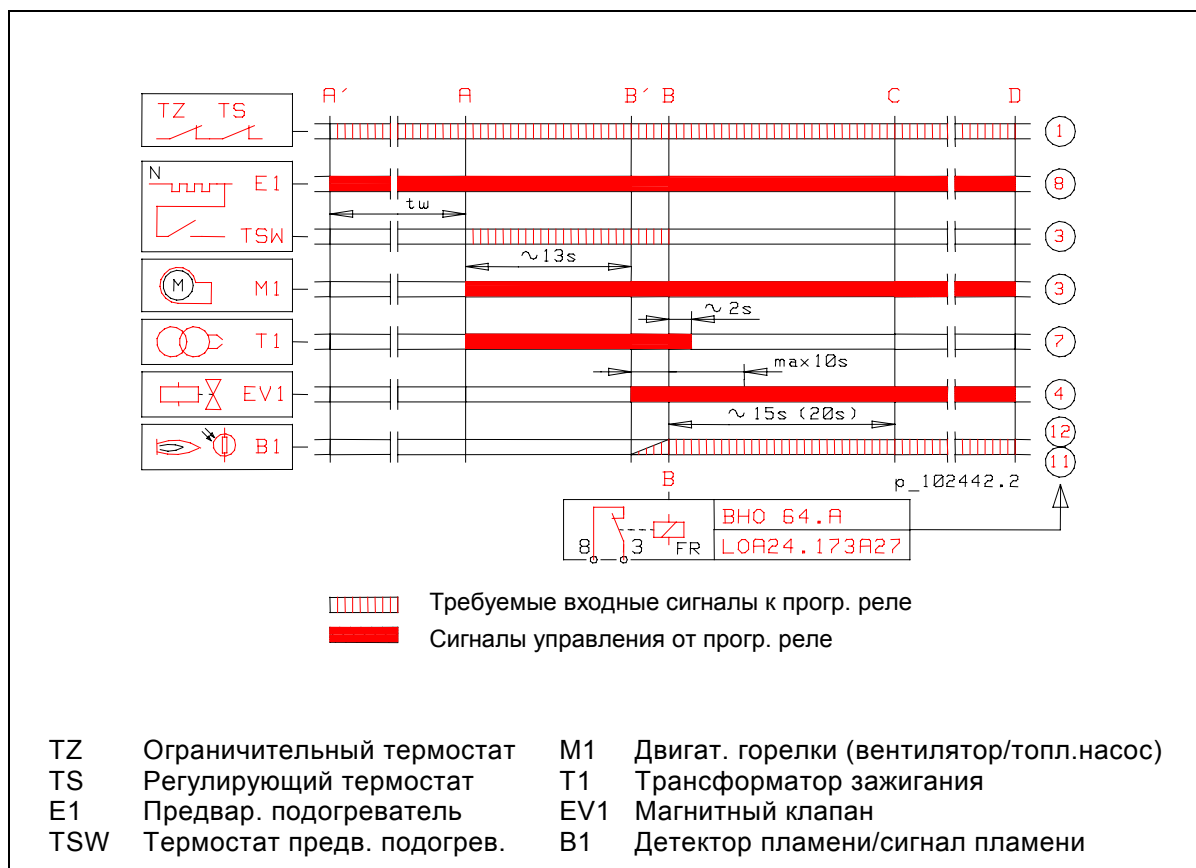 A´ A B´ B C D
TZ TS
1
N
E1
8
tw
TSW
3
~13s
M
M1
3
~2s
T1
7
max10s
EV1
4
~15s (20s)
12
B1
11
B
p_102442.2
8 3 FR
BHO 64.A
LOA24.173A27
Требуемые входные сигналы к прогр. реле
Сигналы управления от прогр. реле
TZ Ограничительный термостат M1 Двигат. горелки (вентилятор/топл.насос)
TS Регулирующий термостат T1 Трансформатор зажигания
E1 Предвар. подогреватель EV1 Магнитный клапан
TSW Термостат предв. подогрев. B1 Детектор пламени/сигнал пламени